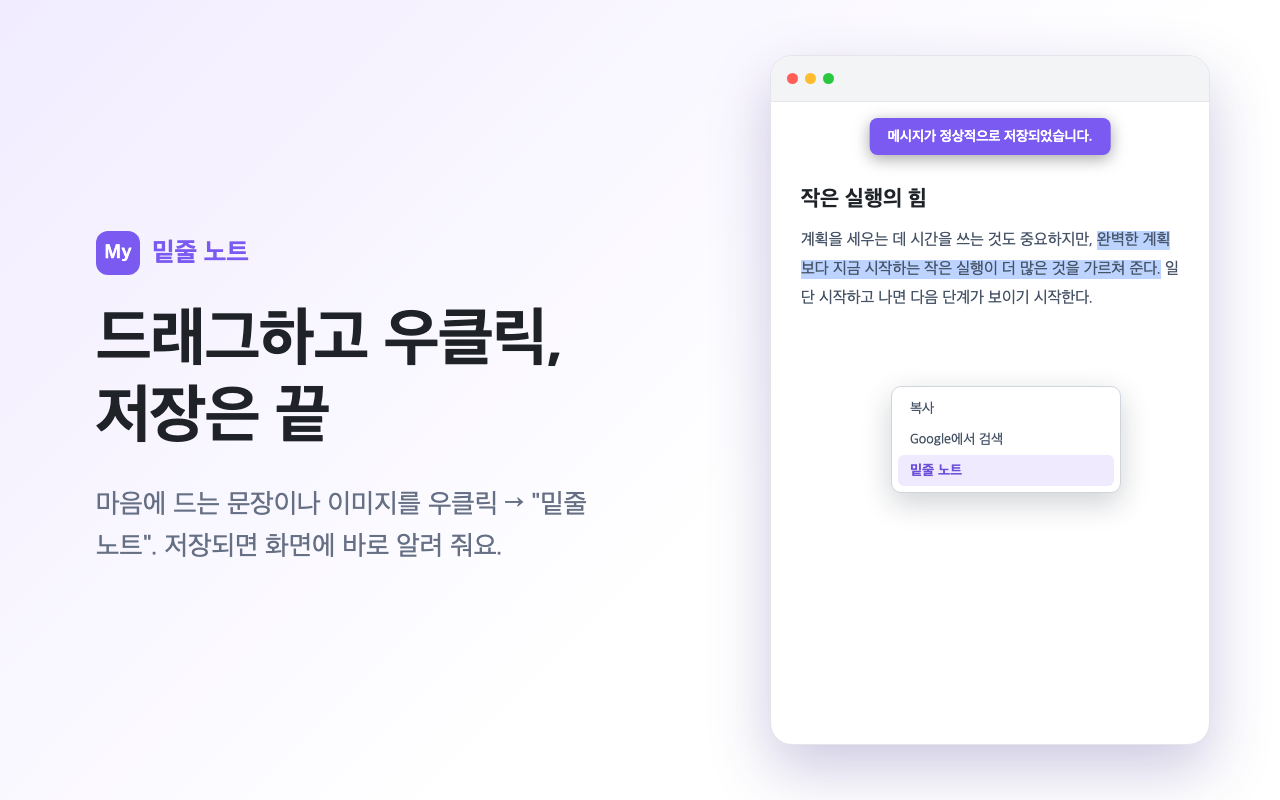 My 밑줄 노트
드래그하고 우클릭,
저장은 끝
마음에 드는 문장이나 이미지를 우클릭 → "밑줄
노트". 저장되면 화면에 바로 알려 줘요.
메시지가 정상적으로 저장되었습니다.
작은 실행의 힘
계획을 세우는 데 시간을 쓰는 것도 중요하지만, 완벽한 계획
보다 지금 시작하는 작은 실행이 더 많은 것을 가르쳐 준다. 일
단 시작하고 나면 다음 단계가 보이기 시작한다.
복사
Google에서 검색
밑줄 노트